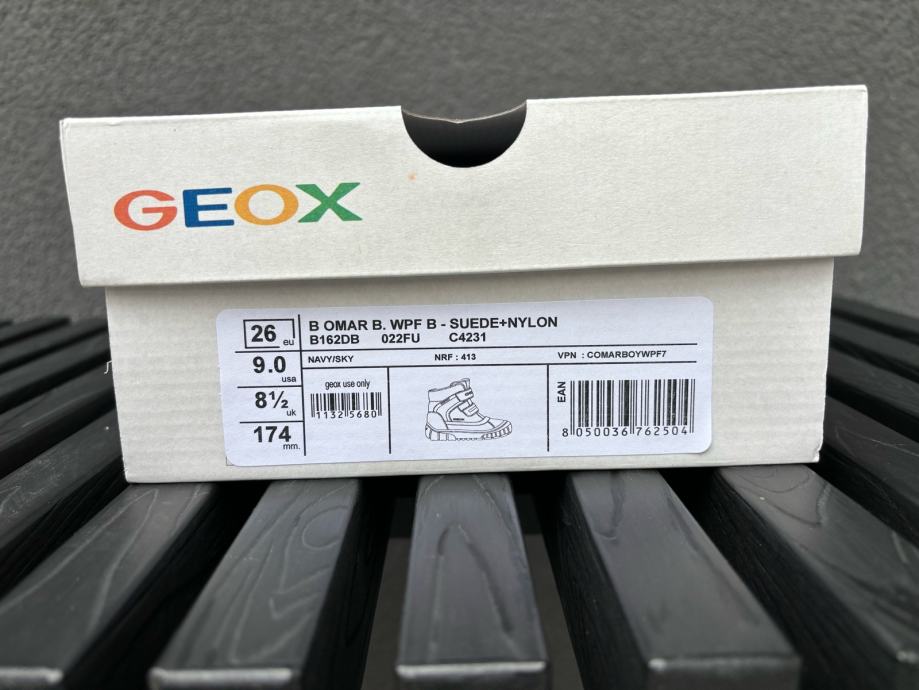 GEOX
26 eu
9.0 usa
8½ uk
174 mm.
B OMAR B. WPF B - SUEDE+NYLON
B162DB 022FU C4231
NAVY/SKY NRF : 413 VPN : COMARBOYWPF7
geox use only
11325680
EAN
8 050036 762504